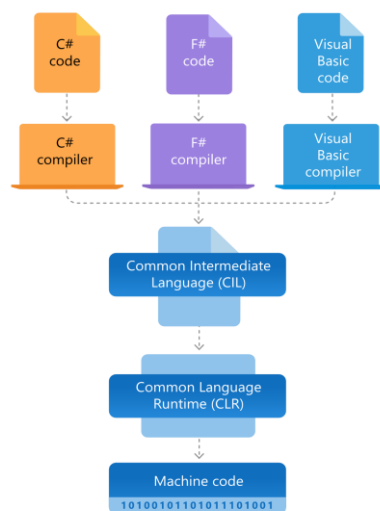 C#
code
F#
code
Visual
Basic
code
C#
compiler
F#
compiler
Visual
Basic
compiler
Common Intermediate
Language (CIL)
Common Language
Runtime (CLR)
Machine code
10100101101011101001